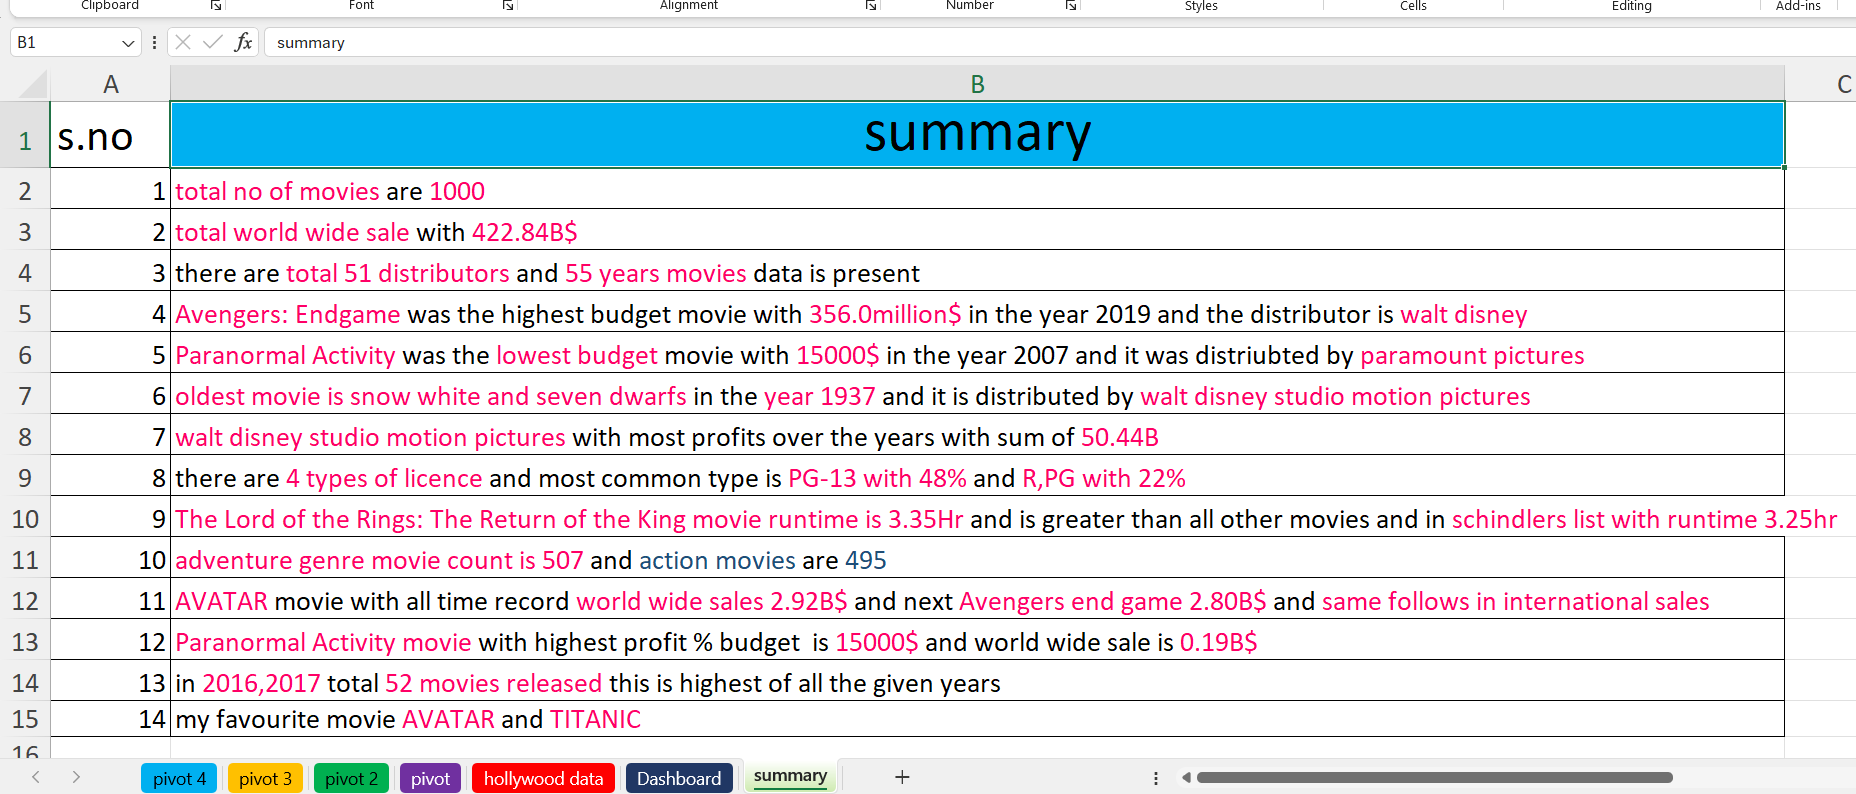 Clipboard Font Alignment Number Styles Cells Editing Add-ins
B1 fx summary
A B C
1 s.no summary
2 1 total no of movies are 1000
3 2 total world wide sale with 422.84B$
4 3 there are total 51 distributors and 55 years movies data is present
5 4 Avengers: Endgame was the highest budget movie with 356.0million$ in the year 2019 and the distributor is walt disney
6 5 Paranormal Activity was the lowest budget movie with 15000$ in the year 2007 and it was distriubted by paramount pictures
7 6 oldest movie is snow white and seven dwarfs in the year 1937 and it is distributed by walt disney studio motion pictures
8 7 walt disney studio motion pictures with most profits over the years with sum of 50.44B
9 8 there are 4 types of licence and most common type is PG-13 with 48% and R,PG with 22%
10 9 The Lord of the Rings: The Return of the King movie runtime is 3.35Hr and is greater than all other movies and in schindlers list with runtime 3.25hr
11 10 adventure genre movie count is 507 and action movies are 495
12 11 AVATAR movie with all time record world wide sales 2.92B$ and next Avengers end game 2.80B$ and same follows in international sales
13 12 Paranormal Activity movie with highest profit % budget  is 15000$ and world wide sale is 0.19B$
14 13 in 2016,2017 total 52 movies released this is highest of all the given years
15 14 my favourite movie AVATAR and TITANIC
16
pivot 4 pivot 3 pivot 2 pivot hollywood data Dashboard summary +